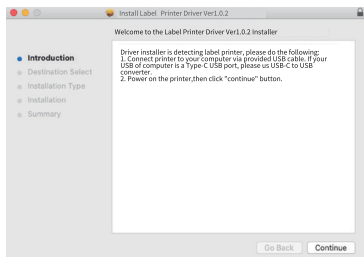 Install Label Printer Driver Ver1.0.2
Welcome to the Label Printer Driver Ver1.0.2 Installer
Introduction
Destination Select
Installation Type
Installation
Summary
Driver installer is detecting label printer, please do the following:
1. Connect printer to your computer via provided USB cable. If your
USB of computer is a Type-C USB port, please us USB-C to USB
converter.
2. Power on the printer,then click "continue" button.
Go Back
Continue